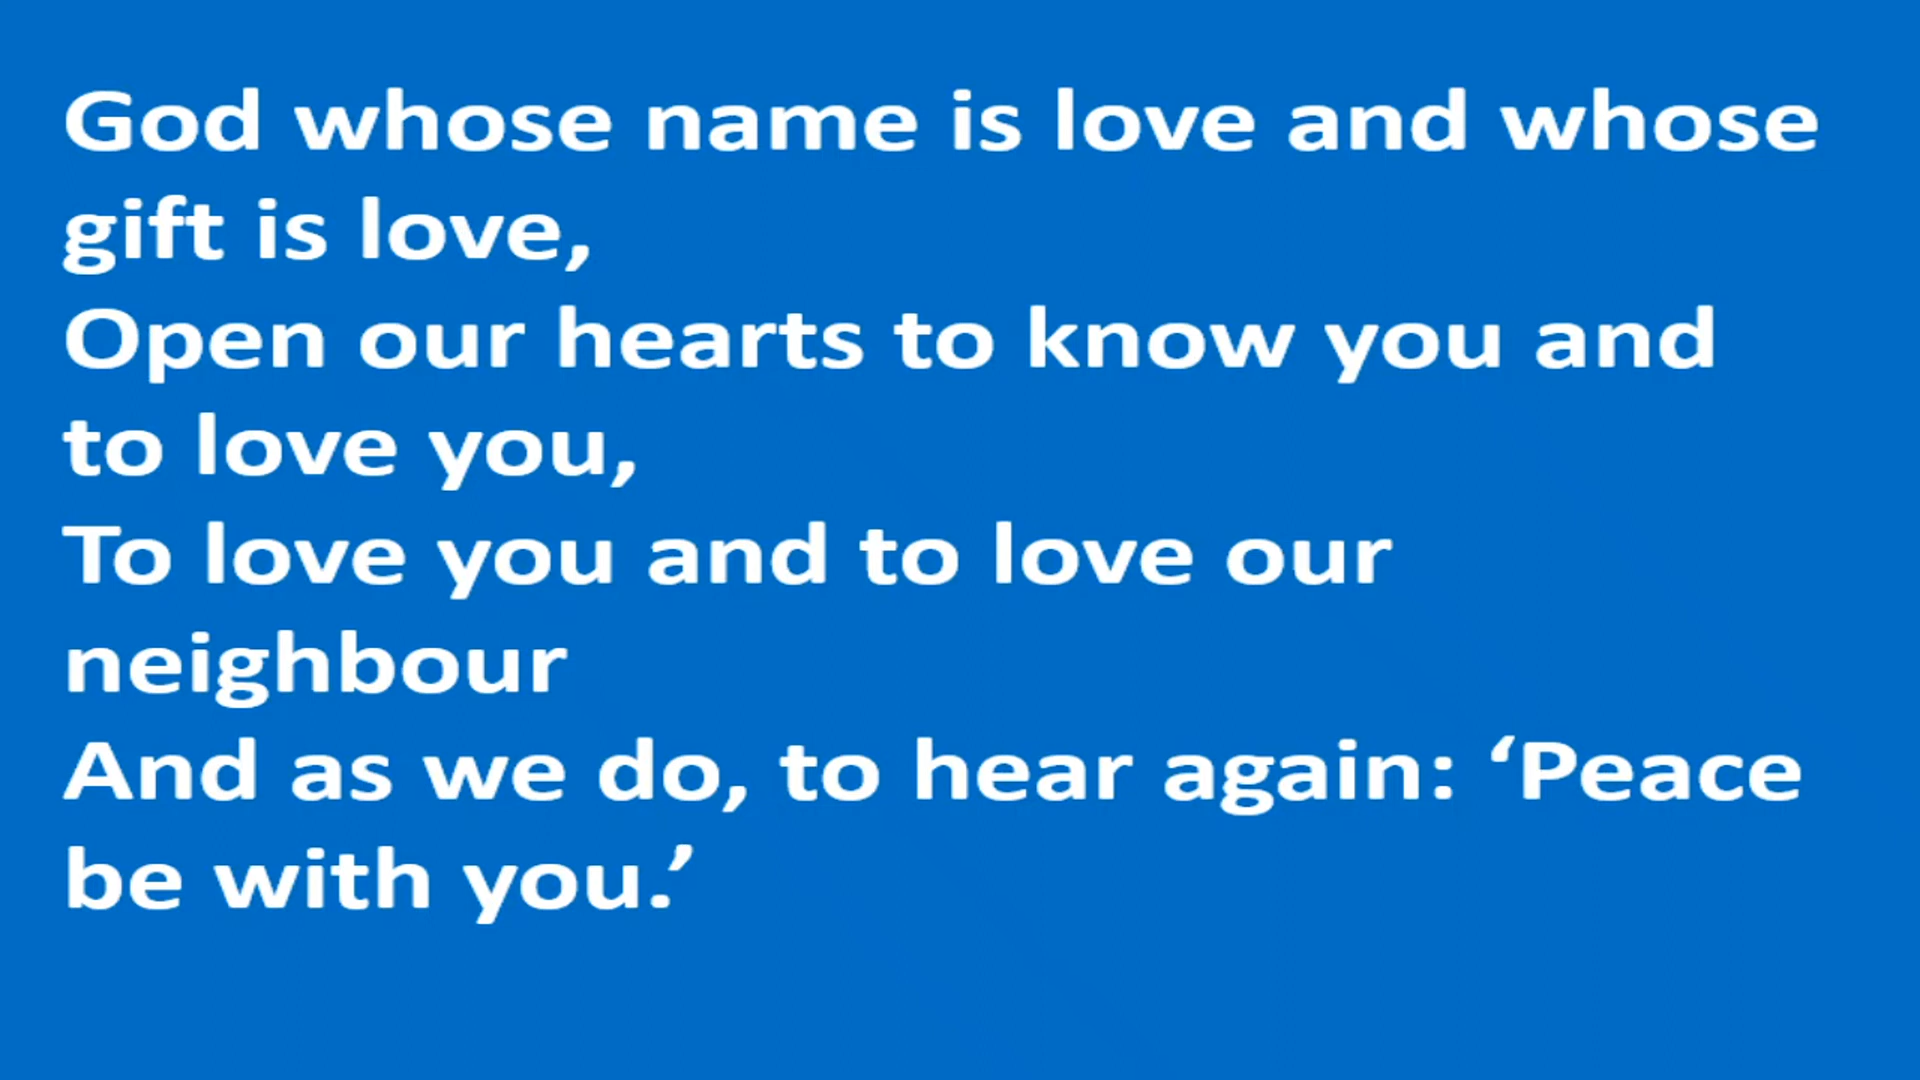 God whose name is love and whose
gift is love,
Open our hearts to know you and
to love you,
To love you and to love our
neighbour
And as we do, to hear again: ‘Peace
be with you.’